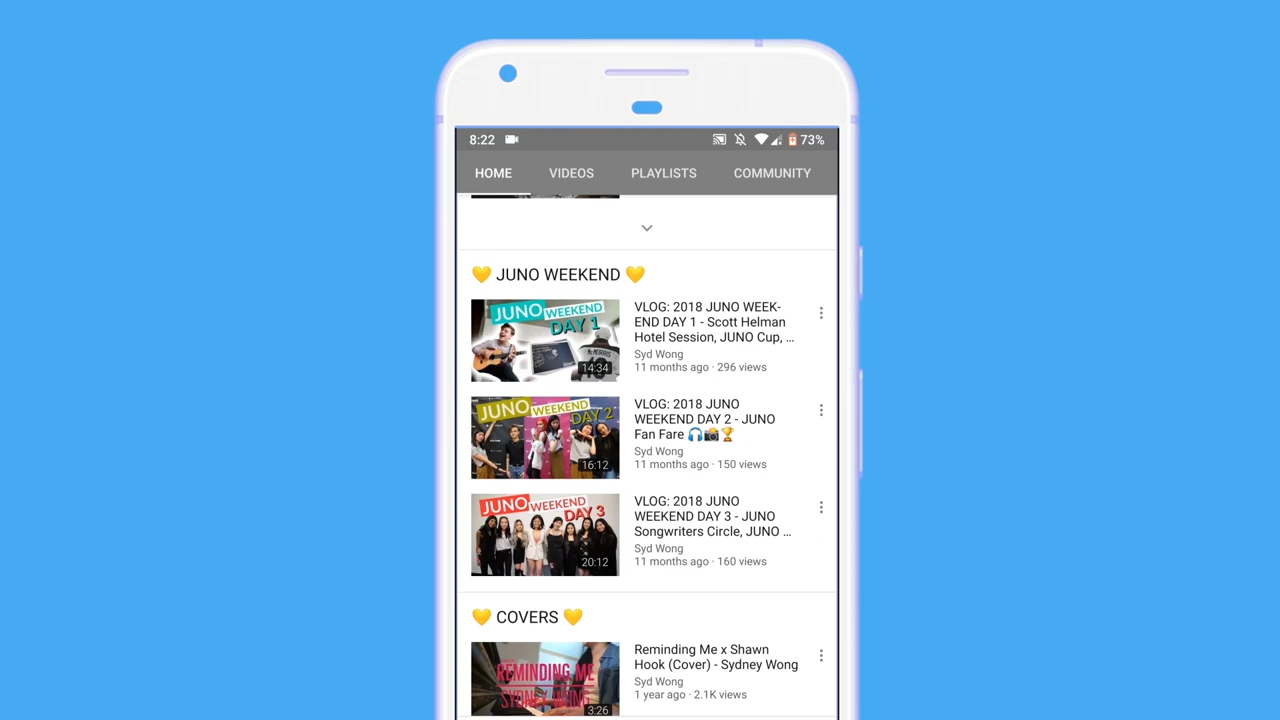 8:22
73%
HOME VIDEOS PLAYLISTS COMMUNITY
💛 JUNO WEEKEND 💛
JUNO WEEKEND
DAY 1
McMORRIS
14:34
VLOG: 2018 JUNO WEEK-
END DAY 1 - Scott Helman
Hotel Session, JUNO Cup, …
Syd Wong
11 months ago · 296 views
JUNO WEEKEND
DAY 2
16:12
VLOG: 2018 JUNO
WEEKEND DAY 2 - JUNO
Fan Fare 🎧📸🏆
Syd Wong
11 months ago · 150 views
JUNO WEEKEND
DAY 3
20:12
VLOG: 2018 JUNO
WEEKEND DAY 3 - JUNO
Songwriters Circle, JUNO …
Syd Wong
11 months ago · 160 views
💛 COVERS 💛
REMINDING ME
SYDNEY WONG
3:26
Reminding Me x Shawn
Hook (Cover) - Sydney Wong
Syd Wong
1 year ago · 2.1K views